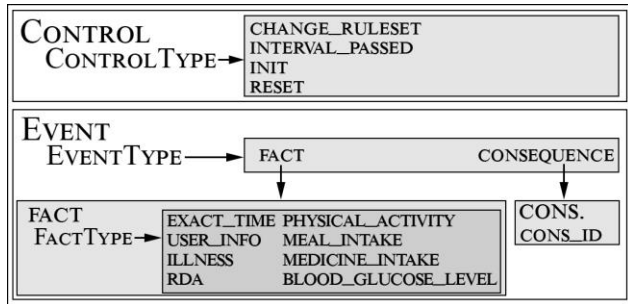 CONTROL
CONTROLTYPE
CHANGE_RULESET
INTERVAL_PASSED
INIT
RESET
EVENT
EVENTTYPE
FACT CONSEQUENCE
FACT
FACTTYPE
EXACT_TIME PHYSICAL_ACTIVITY
USER_INFO MEAL_INTAKE
ILLNESS MEDICINE_INTAKE
RDA BLOOD_GLUCOSE_LEVEL
CONS.
CONS_ID